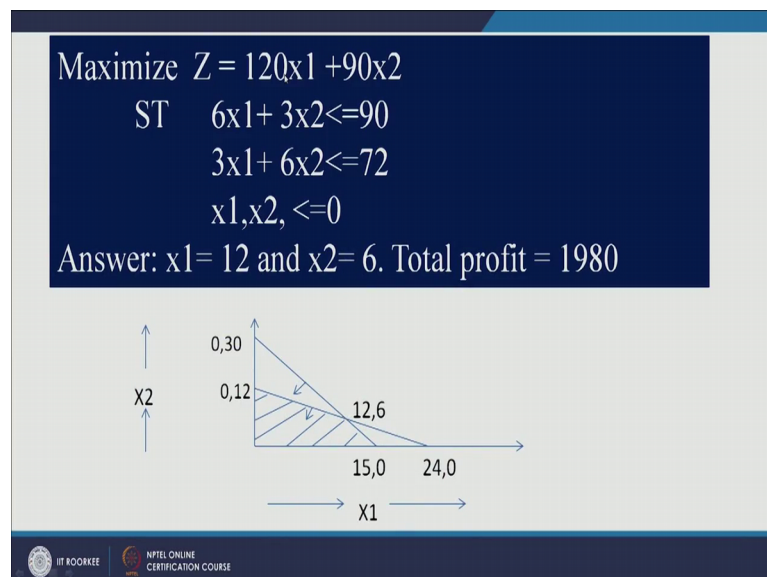 Maximize Z = 120x1 +90x2
ST 6x1+ 3x2<=90
3x1+ 6x2<=72
x1,x2, <=0
Answer: x1= 12 and x2= 6. Total profit = 1980
0,30
X2
0,12
12,6
15,0 24,0
X1
IIT ROORKEE
NPTEL ONLINE
CERTIFICATION COURSE